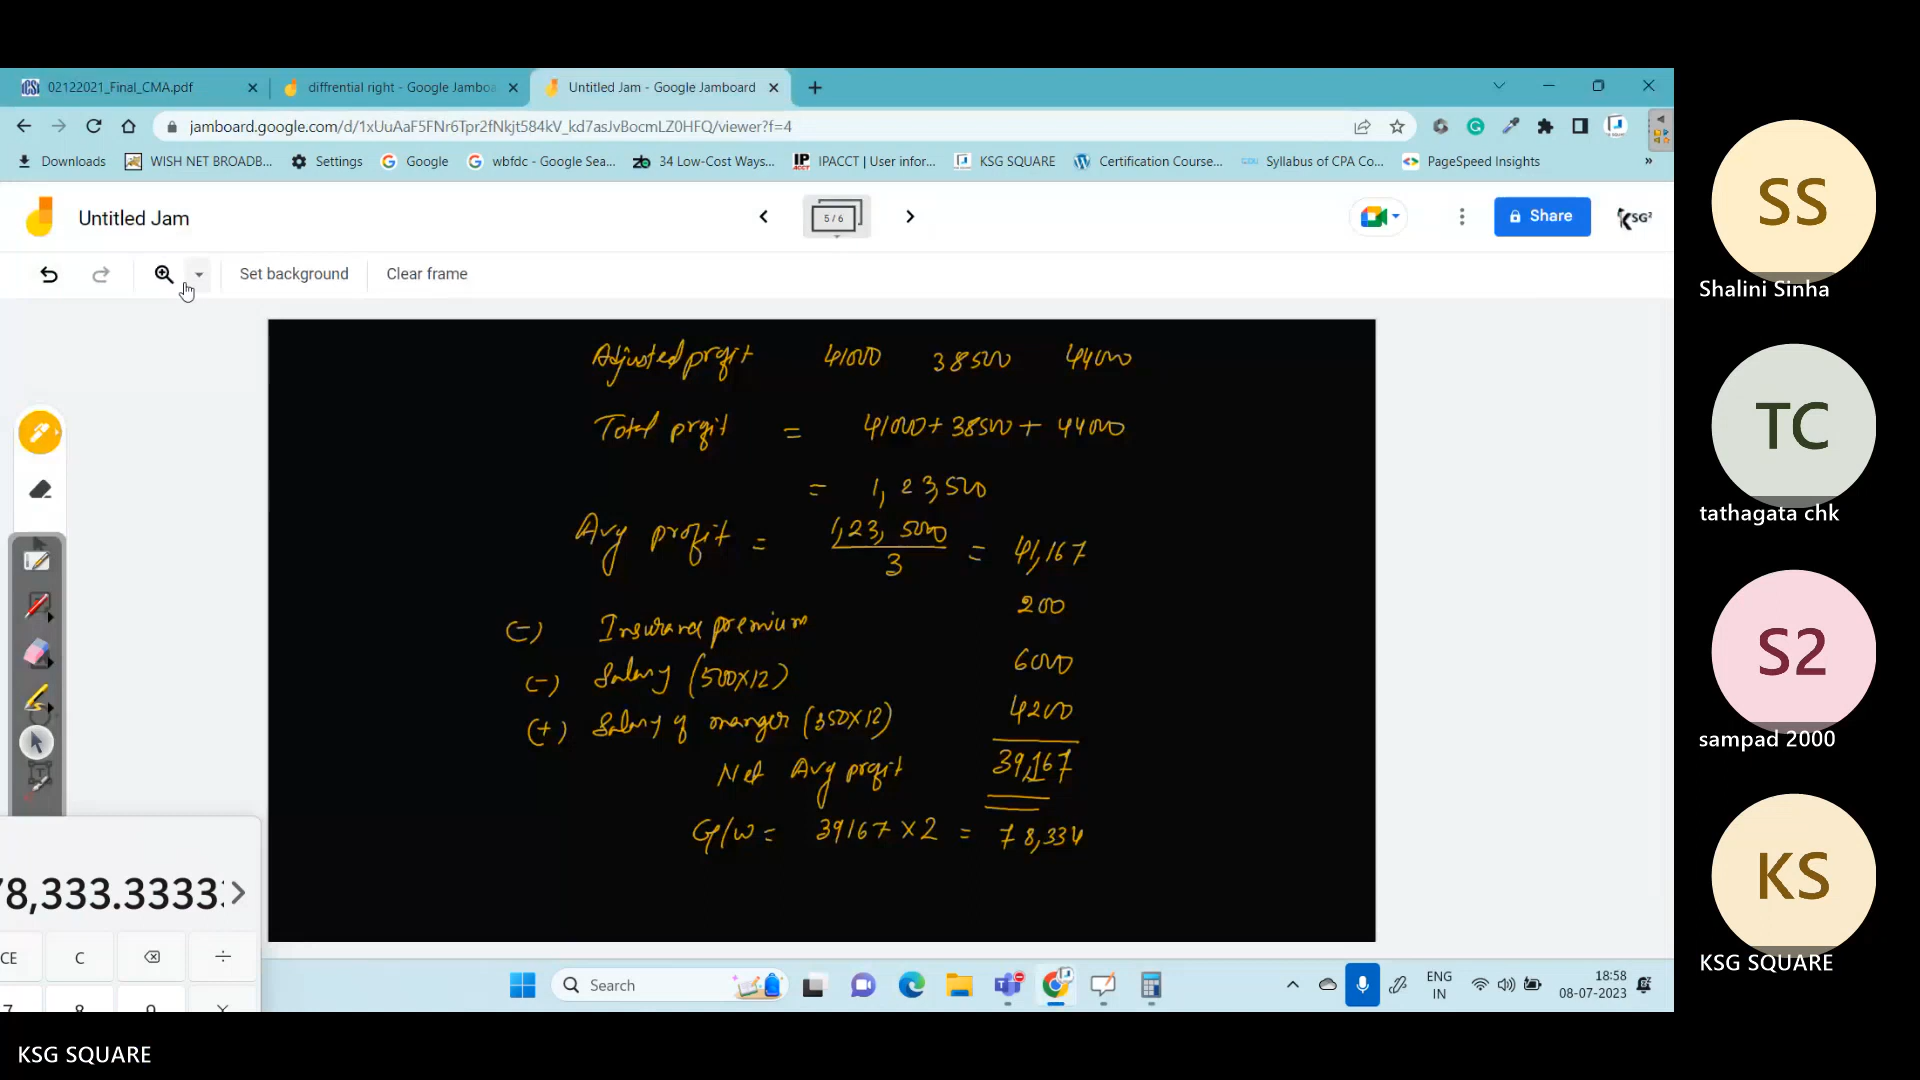 02122021_Final_CMA.pdf
diffrential right - Google Jamboa
Untitled Jam - Google Jamboard
jamboard.google.com/d/1xUuAaF5FNr6Tpr2fNkjt584kV_kd7asJvBocmLZ0HFQ/viewer?f=4
Downloads WISH NET BROADB... Settings Google wbfdc - Google Sea... 34 Low-Cost Ways... IPACCT | User infor... KSG SQUARE Certification Course... Syllabus of CPA Co... PageSpeed Insights »
Untitled Jam
5 / 6
Share
KSG²
Set background
Clear frame
Adjusted profit 41000 38500 44000
Total profit = 41000+38500+ 44000
= 1,23,500
Avg profit = 1,23,500
3
= 41,167
200
(-) Insurance premium
(-) Salary (500X12) 6000
(+) Salary of manger (350X12) 4200
Net Avg profit 39,167
G/W = 39167 X 2 = 78,334
78,333.3333
CE C ÷
7 8 9 ×
Search
ENG
IN
18:58
08-07-2023
SS
Shalini Sinha
TC
tathagata chk
S2
sampad 2000
KS
KSG SQUARE
KSG SQUARE